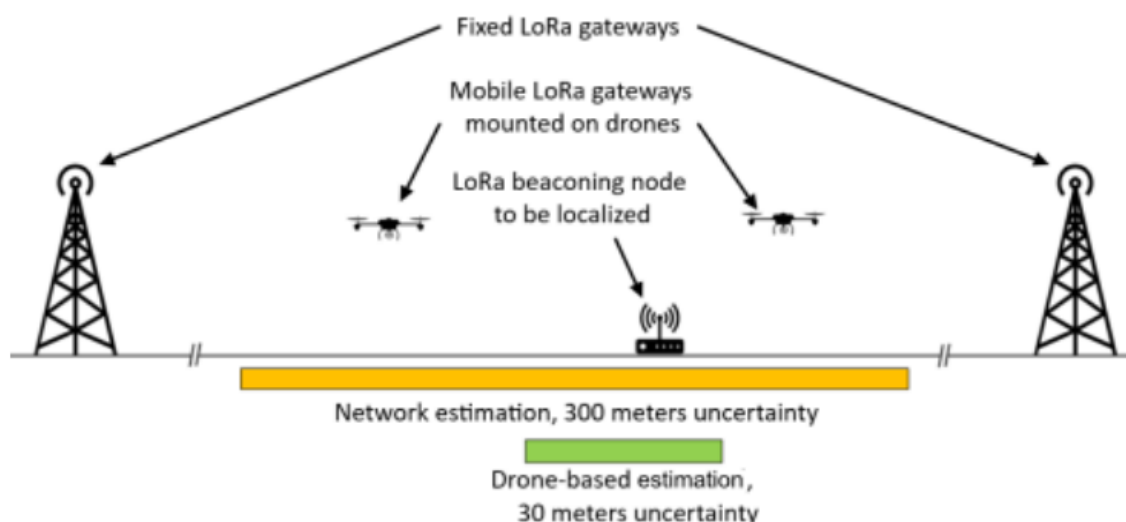 Fixed LoRa gateways
Mobile LoRa gateways
mounted on drones
LoRa beaconing node
to be localized
Network estimation, 300 meters uncertainty
Drone-based estimation,
30 meters uncertainty